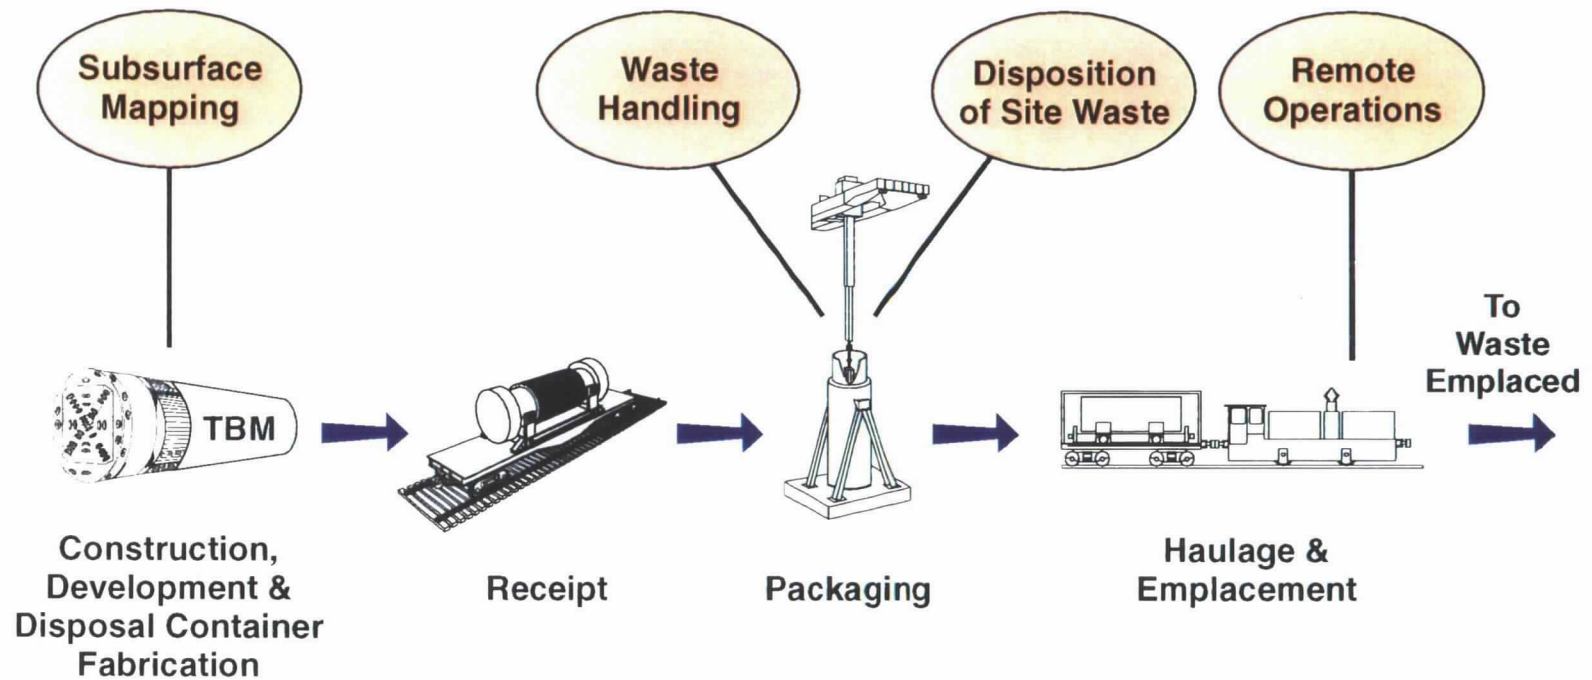 Subsurface
Mapping
Waste
Handling
Disposition
of Site Waste
Remote
Operations
To
Waste
Emplaced
TBM
Construction,
Development &
Disposal Container
Fabrication
Receipt
Packaging
Haulage &
Emplacement